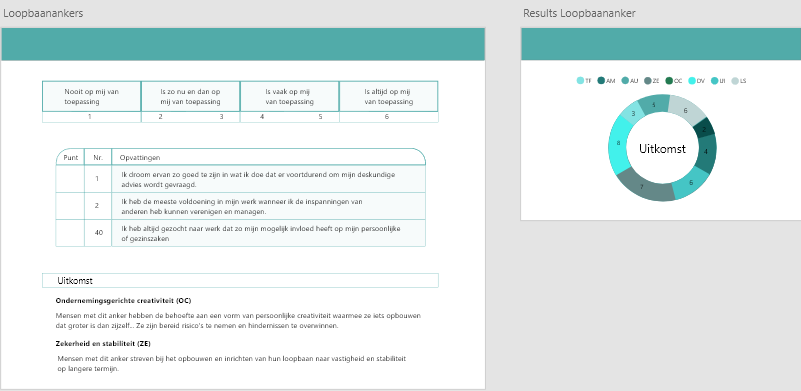 Loopbaanankers
Results Loopbaananker
Nooit op mij van
toepassing
Is zo nu en dan op
mij van toepassing
Is vaak op mij
van toepassing
Is altijd op mij
van toepassing
1 2 3 4 5 6
Punt Nr. Opvattingen
1 Ik droom ervan zo goed te zijn in wat ik doe dat er voortdurend om mijn deskundige
advies wordt gevraagd.
2 Ik heb de meeste voldoening in mijn werk wanneer ik de inspanningen van
anderen heb kunnen verenigen en managen.
40 Ik heb altijd gezocht naar werk dat zo mijn mogelijk invloed heeft op mijn persoonlijke
of gezinszaken
Uitkomst
Ondernemingsgerichte creativiteit (OC)
Mensen met dit anker hebben de behoefte aan een vorm van persoonlijke creativiteit waarmee ze iets opbouwen
dat groter is dan zijzelf... Ze zijn bereid risico's te nemen en hindernissen te overwinnen.
Zekerheid en stabiliteit (ZE)
Mensen met dit anker streven bij het opbouwen en inrichten van hun loopbaan naar vastigheid en stabiliteit
op langere termijn.
TF AM AU ZE OC DV UI LS
6
2
4
6
7
8
3
Uitkomst